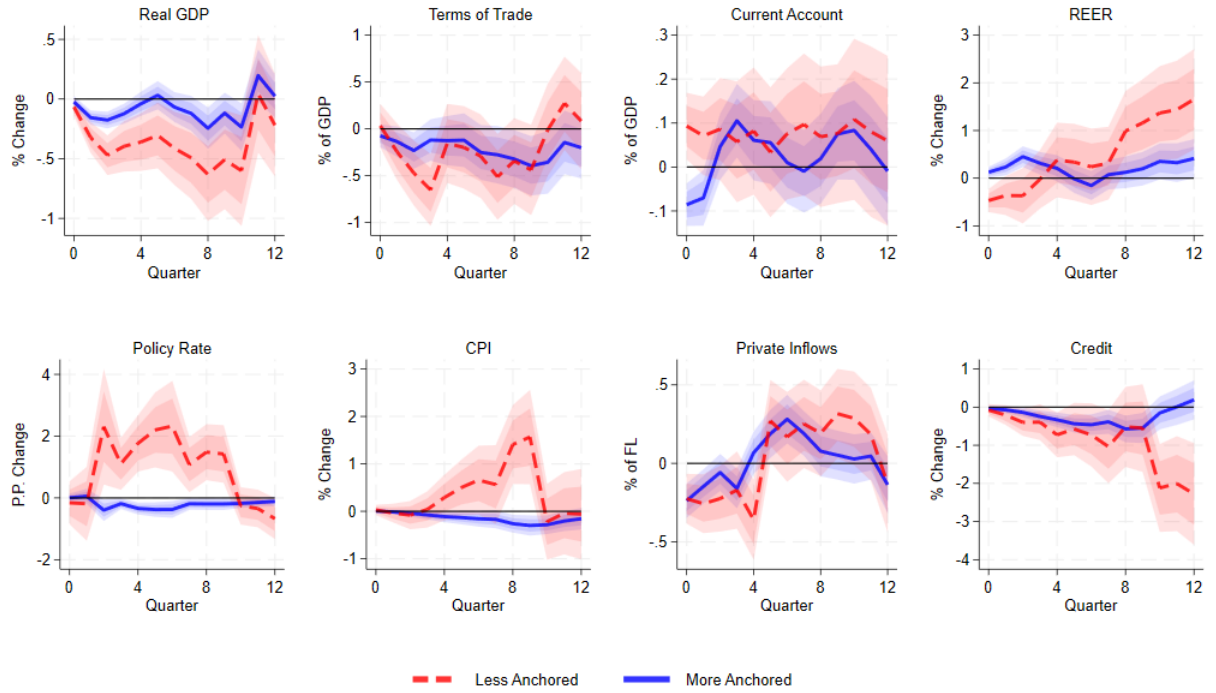 Real GDP
Terms of Trade
Current Account
REER
.5
0
-.5
-1
% Change
0 4 8 12
Quarter
1
.5
0
-.5
-1
% of GDP
0 4 8 12
Quarter
.3
.2
.1
0
-.1
% of GDP
0 4 8 12
Quarter
3
2
1
0
-1
% Change
0 4 8 12
Quarter
Policy Rate
CPI
Private Inflows
Credit
4
2
0
-2
P.P. Change
0 4 8 12
Quarter
3
2
1
0
-1
% Change
0 4 8 12
Quarter
.5
0
-.5
% of FL
0 4 8 12
Quarter
1
0
-1
-2
-3
-4
% Change
0 4 8 12
Quarter
Less Anchored
More Anchored